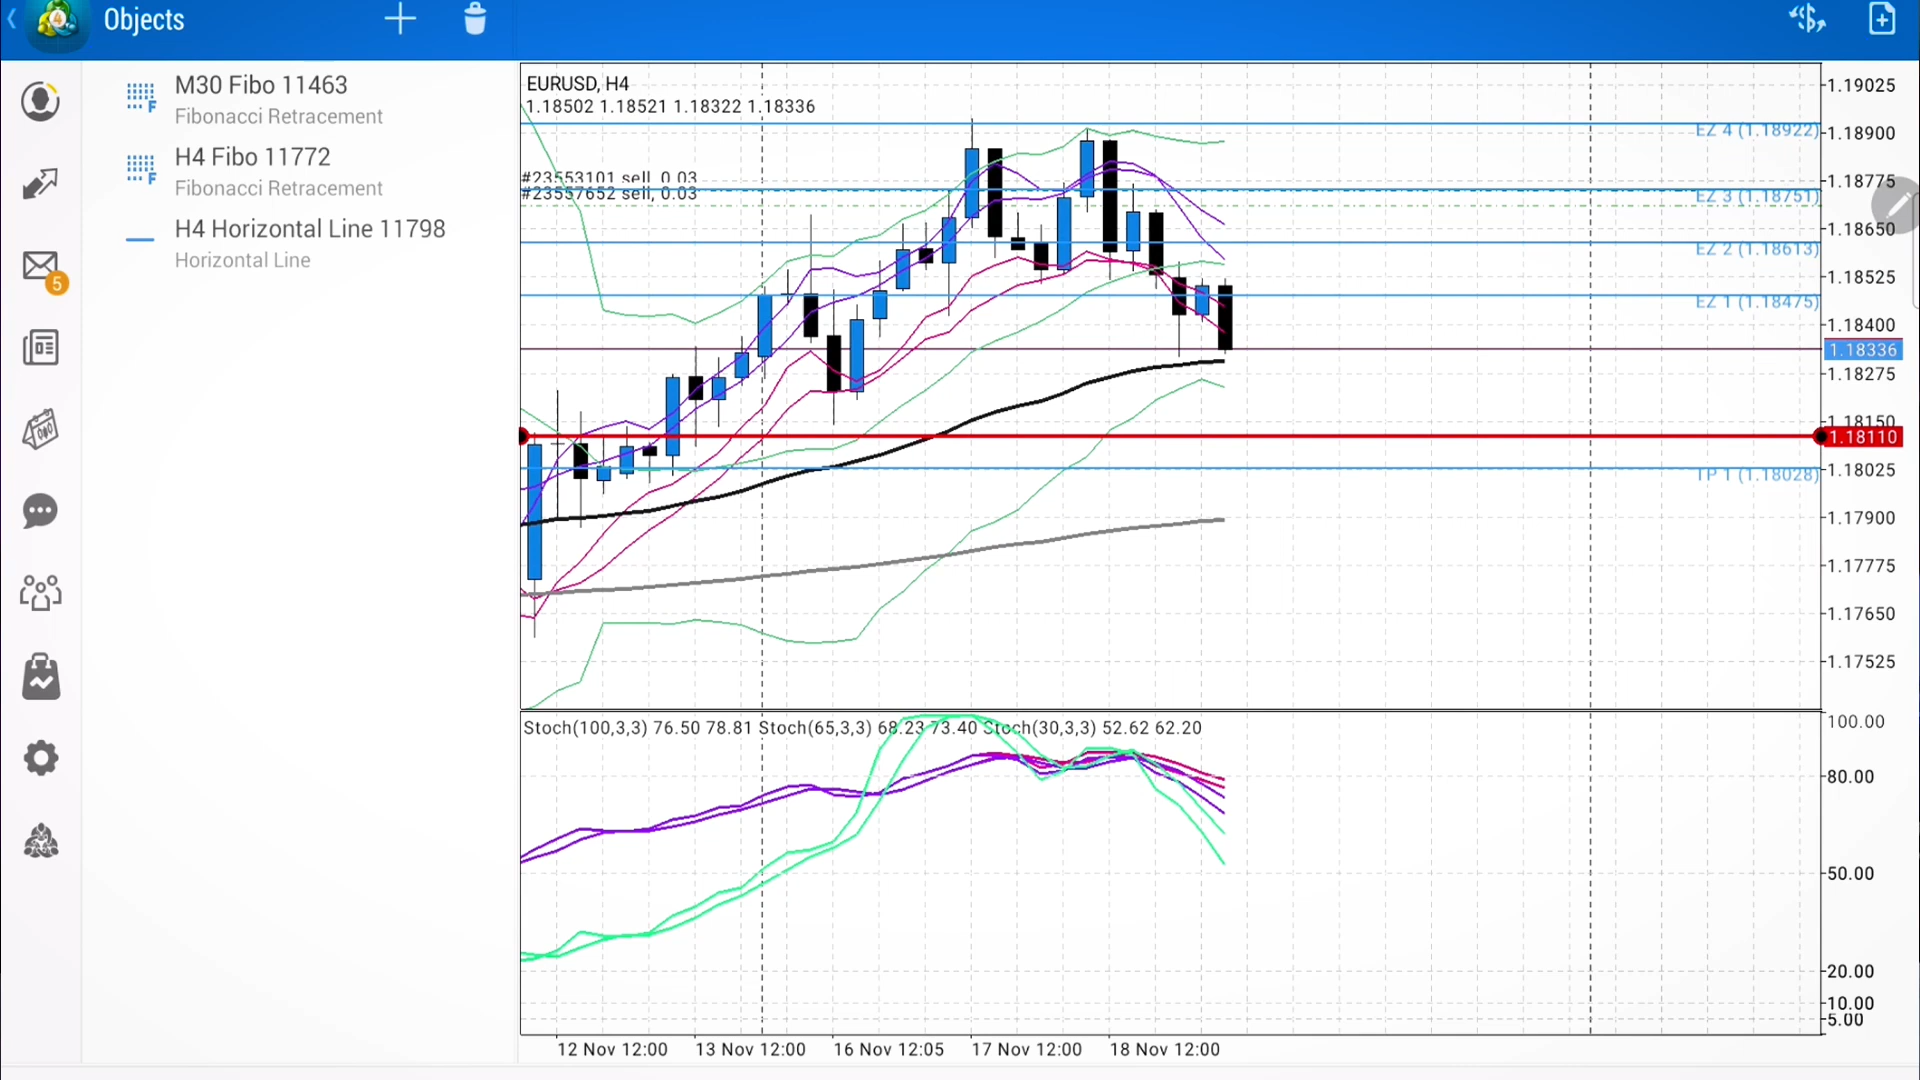 4
Objects
M30 Fibo 11463
Fibonacci Retracement
H4 Fibo 11772
Fibonacci Retracement
H4 Horizontal Line 11798
Horizontal Line
5
F
F
EURUSD, H4
1.18502 1.18521 1.18322 1.18336
#23553101 sell, 0.03
#23557652 sell, 0.03
EZ 4 (1.18922)
EZ 3 (1.18751)
EZ 2 (1.18613)
EZ 1 (1.18475)
TP 1 (1.18028)
1.19025
1.18900
1.18775
1.18650
1.18525
1.18400
1.18336
1.18275
1.18150
1.18110
1.18025
1.17900
1.17775
1.17650
1.17525
Stoch(100,3,3) 76.50 78.81 Stoch(65,3,3) 68.23 73.40 Stoch(30,3,3) 52.62 62.20
100.00
80.00
50.00
20.00
10.00
5.00
12 Nov 12:00
13 Nov 12:00
16 Nov 12:05
17 Nov 12:00
18 Nov 12:00